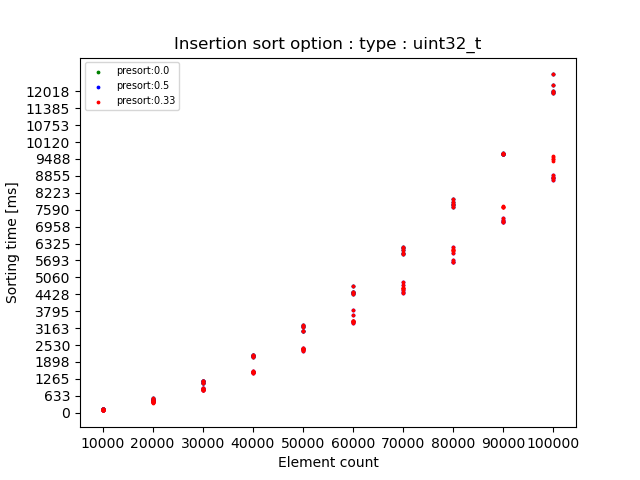 Insertion sort option : type : uint32_t
presort:0.0
presort:0.5
presort:0.33
12018
11385
10753
10120
9488
8855
8223
7590
6958
6325
5693
5060
4428
3795
3163
2530
1898
1265
633
0
Sorting time [ms]
10000 20000 30000 40000 50000 60000 70000 80000 90000 100000
Element count